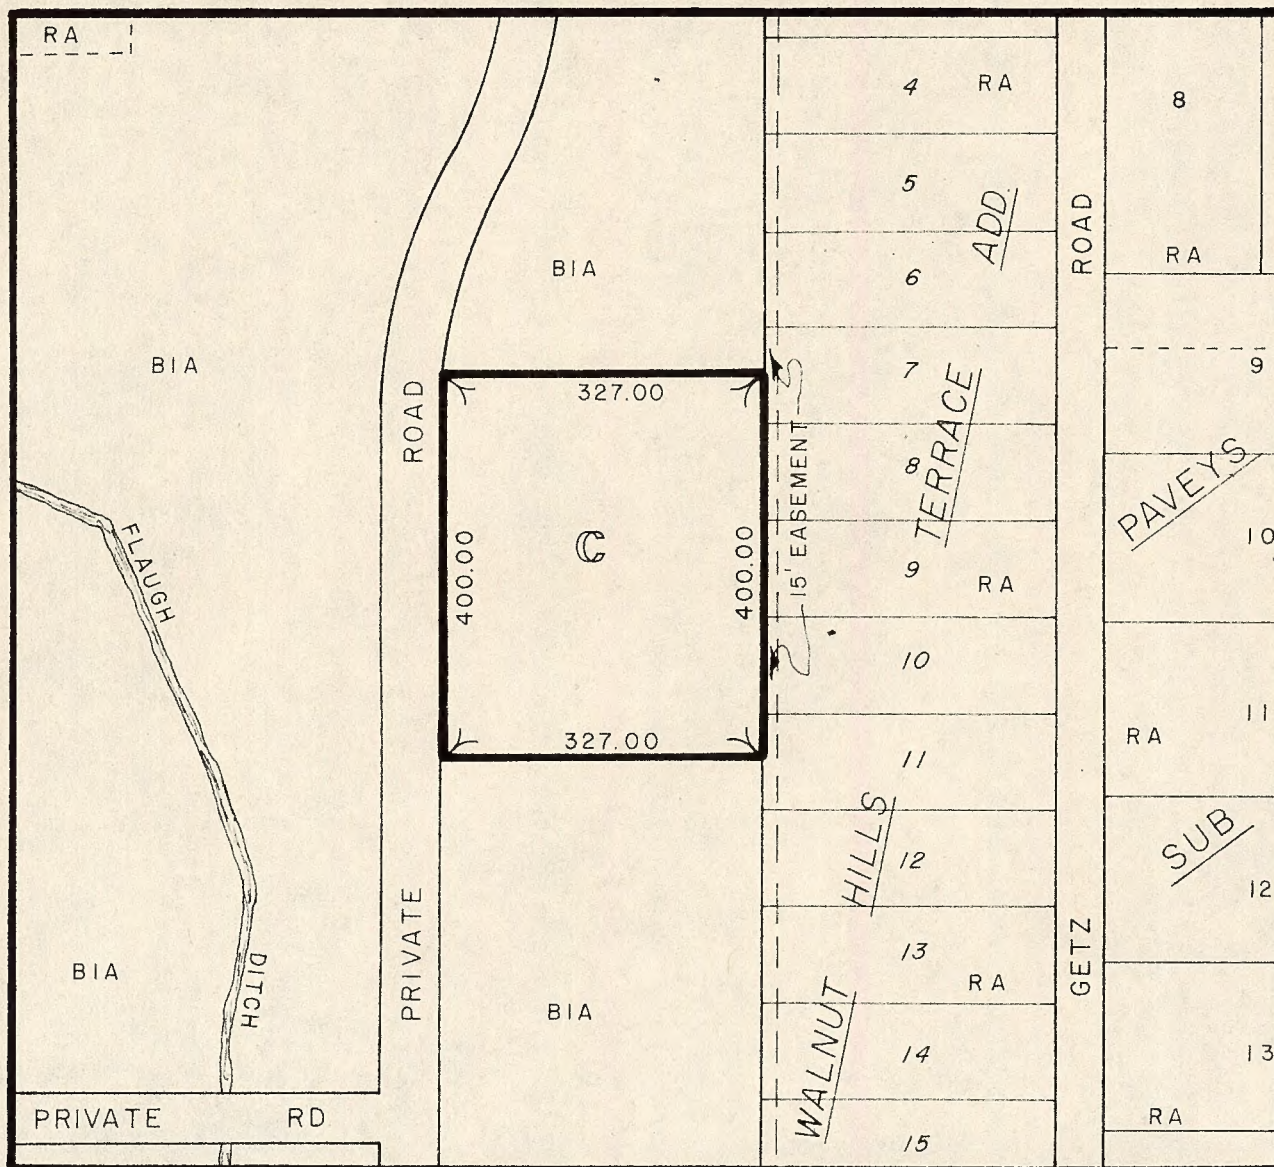 RA
4 RA
8
5
ADD.
ROAD
6
RA
BIA
BIA
327.00
7
9
ROAD
TERRACE
8
15' EASEMENT
PAVEYS
10
C
400.00
400.00
FLAUGH
9 RA
10
327.00
11
RA
11
HILLS
12
SUB
12
PRIVATE
13
RA
GETZ
BIA
DITCH
BIA
WALNUT
14
13
PRIVATE RD
15
RA